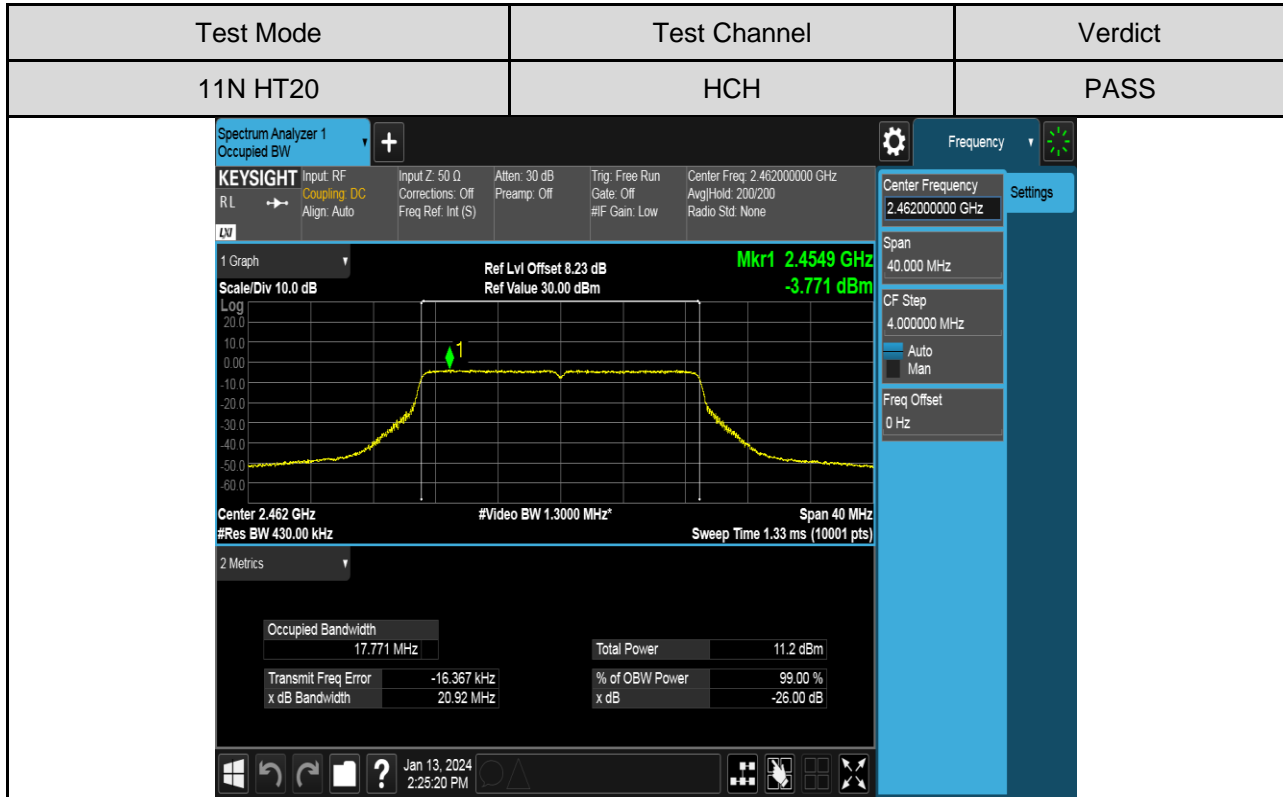 Test Mode Test Channel Verdict
11N HT20 HCH PASS
Spectrum Analyzer 1
Occupied BW
Frequency
KEYSIGHT Input: RF Input Z: 50 Ω Atten: 30 dB Trig: Free Run Center Freq: 2.462000000 GHz
RL Coupling: DC Corrections: Off Preamp: Off Gate: Off Avg|Hold: 200/200
Align: Auto Freq Ref: Int (S) #IF Gain: Low Radio Std: None
LXI
Center Frequency
2.462000000 GHz
Settings
Span
40.000 MHz
CF Step
4.000000 MHz
Auto
Man
Freq Offset
0 Hz
1 Graph
Ref Lvl Offset 8.23 dB Mkr1 2.4549 GHz
Scale/Div 10.0 dB Ref Value 30.00 dBm -3.771 dBm
Log
20.0
10.0
1
0.00
-10.0
-20.0
-30.0
-40.0
-50.0
-60.0
Center 2.462 GHz #Video BW 1.3000 MHz* Span 40 MHz
#Res BW 430.00 kHz Sweep Time 1.33 ms (10001 pts)
2 Metrics
Occupied Bandwidth
17.771 MHz Total Power 11.2 dBm
Transmit Freq Error -16.367 kHz % of OBW Power 99.00 %
x dB Bandwidth 20.92 MHz x dB -26.00 dB
? Jan 13, 2024
2:25:20 PM